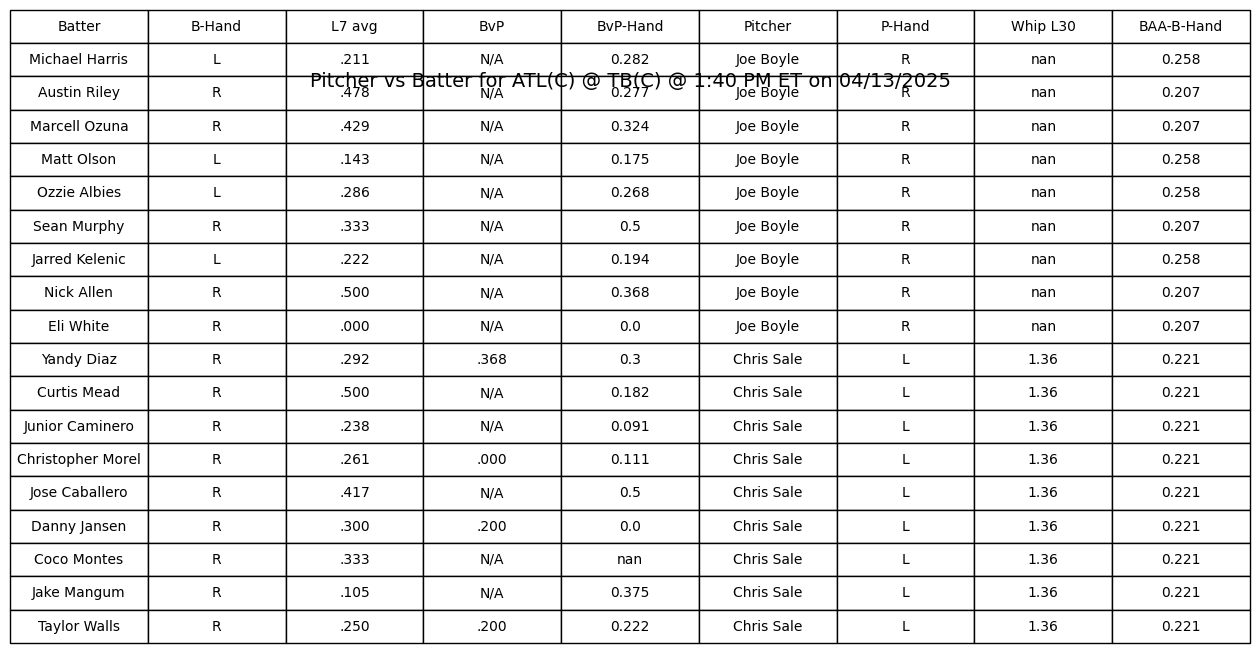 Batter B-Hand L7 avg BvP BvP-Hand Pitcher P-Hand Whip L30 BAA-B-Hand
Michael Harris L .211 N/A 0.282 Joe Boyle R nan 0.258
Pitcher vs Batter for ATL(C) @ TB(C) @ 1:40 PM ET on 04/13/2025
Austin Riley R .478 N/A 0.277 Joe Boyle R nan 0.207
Marcell Ozuna R .429 N/A 0.324 Joe Boyle R nan 0.207
Matt Olson L .143 N/A 0.175 Joe Boyle R nan 0.258
Ozzie Albies L .286 N/A 0.268 Joe Boyle R nan 0.258
Sean Murphy R .333 N/A 0.5 Joe Boyle R nan 0.207
Jarred Kelenic L .222 N/A 0.194 Joe Boyle R nan 0.258
Nick Allen R .500 N/A 0.368 Joe Boyle R nan 0.207
Eli White R .000 N/A 0.0 Joe Boyle R nan 0.207
Yandy Diaz R .292 .368 0.3 Chris Sale L 1.36 0.221
Curtis Mead R .500 N/A 0.182 Chris Sale L 1.36 0.221
Junior Caminero R .238 N/A 0.091 Chris Sale L 1.36 0.221
Christopher Morel R .261 .000 0.111 Chris Sale L 1.36 0.221
Jose Caballero R .417 N/A 0.5 Chris Sale L 1.36 0.221
Danny Jansen R .300 .200 0.0 Chris Sale L 1.36 0.221
Coco Montes R .333 N/A nan Chris Sale L 1.36 0.221
Jake Mangum R .105 N/A 0.375 Chris Sale L 1.36 0.221
Taylor Walls R .250 .200 0.222 Chris Sale L 1.36 0.221